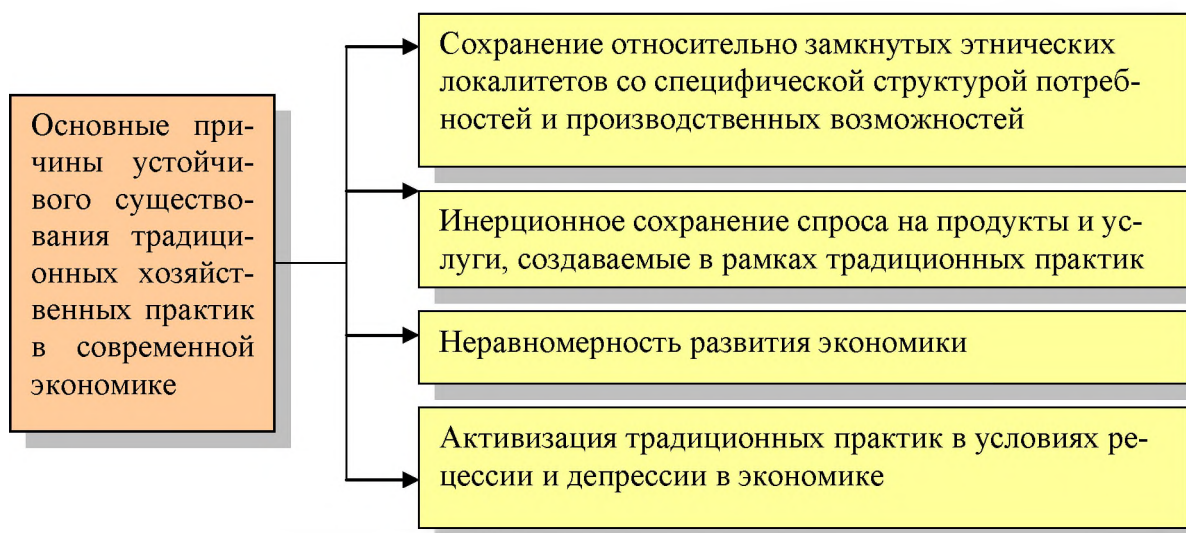 Основные при-
чины устойчи-
вого существо-
вания традици-
онных хозяйст-
венных практик
в современной
экономике
Сохранение относительно замкнутых этнических
локалитетов со специфической структурой потреб-
ностей и производственных возможностей
Инерционное сохранение спроса на продукты и ус-
луги, создаваемые в рамках традиционных практик
Неравномерность развития экономики
Активизация традиционных практик в условиях ре-
цессии и депрессии в экономике